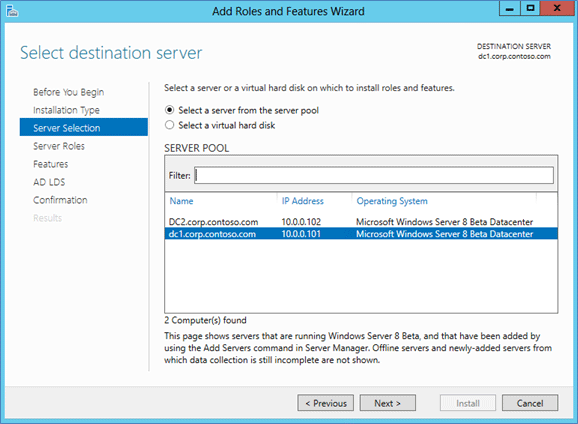 Add Roles and Features Wizard
Select destination server
DESTINATION SERVER
dc1.corp.contoso.com
Before You Begin
Installation Type
Server Selection
Server Roles
Features
AD LDS
Confirmation
Results
Select a server or a virtual hard disk on which to install roles and features.
Select a server from the server pool
Select a virtual hard disk
SERVER POOL
Filter:
Name IP Address Operating System
DC2.corp.contoso.com 10.0.0.102 Microsoft Windows Server 8 Beta Datacenter
dc1.corp.contoso.com 10.0.0.101 Microsoft Windows Server 8 Beta Datacenter
2 Computer(s) found
This page shows servers that are running Windows Server 8 Beta, and that have been added by
using the Add Servers command in Server Manager. Offline servers and newly-added servers from
which data collection is still incomplete are not shown.
< Previous Next > Install Cancel